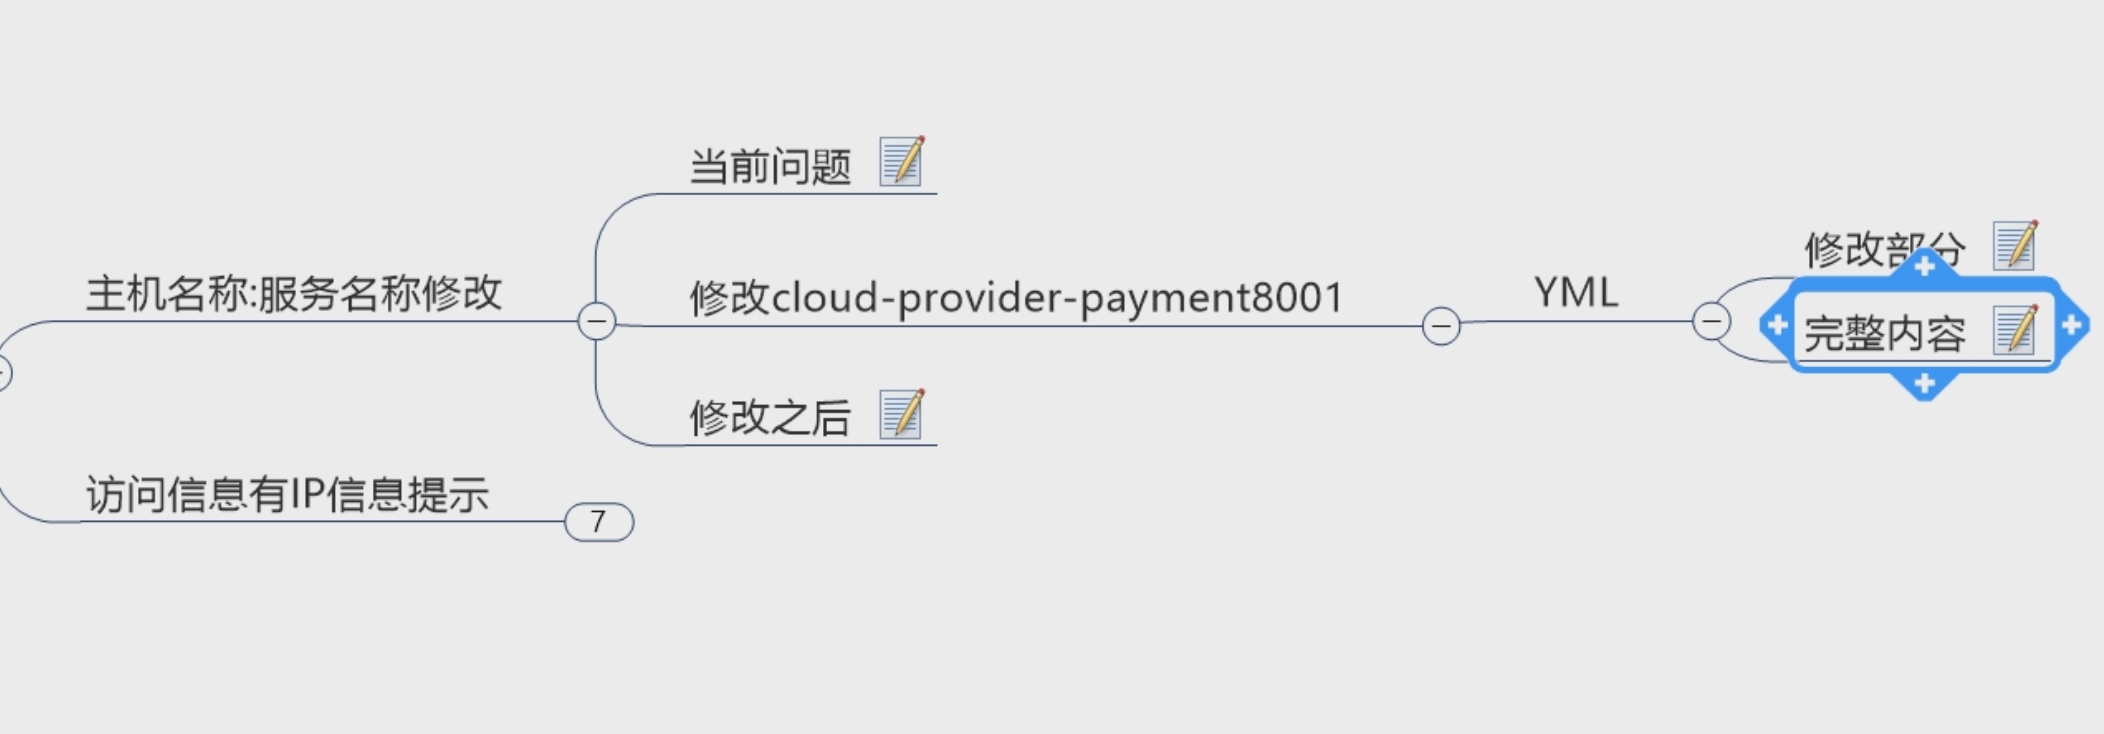 当前问题
修改部分
主机名称:服务名称修改
修改cloud-provider-payment8001
YML
完整内容
修改之后
访问信息有IP信息提示
7